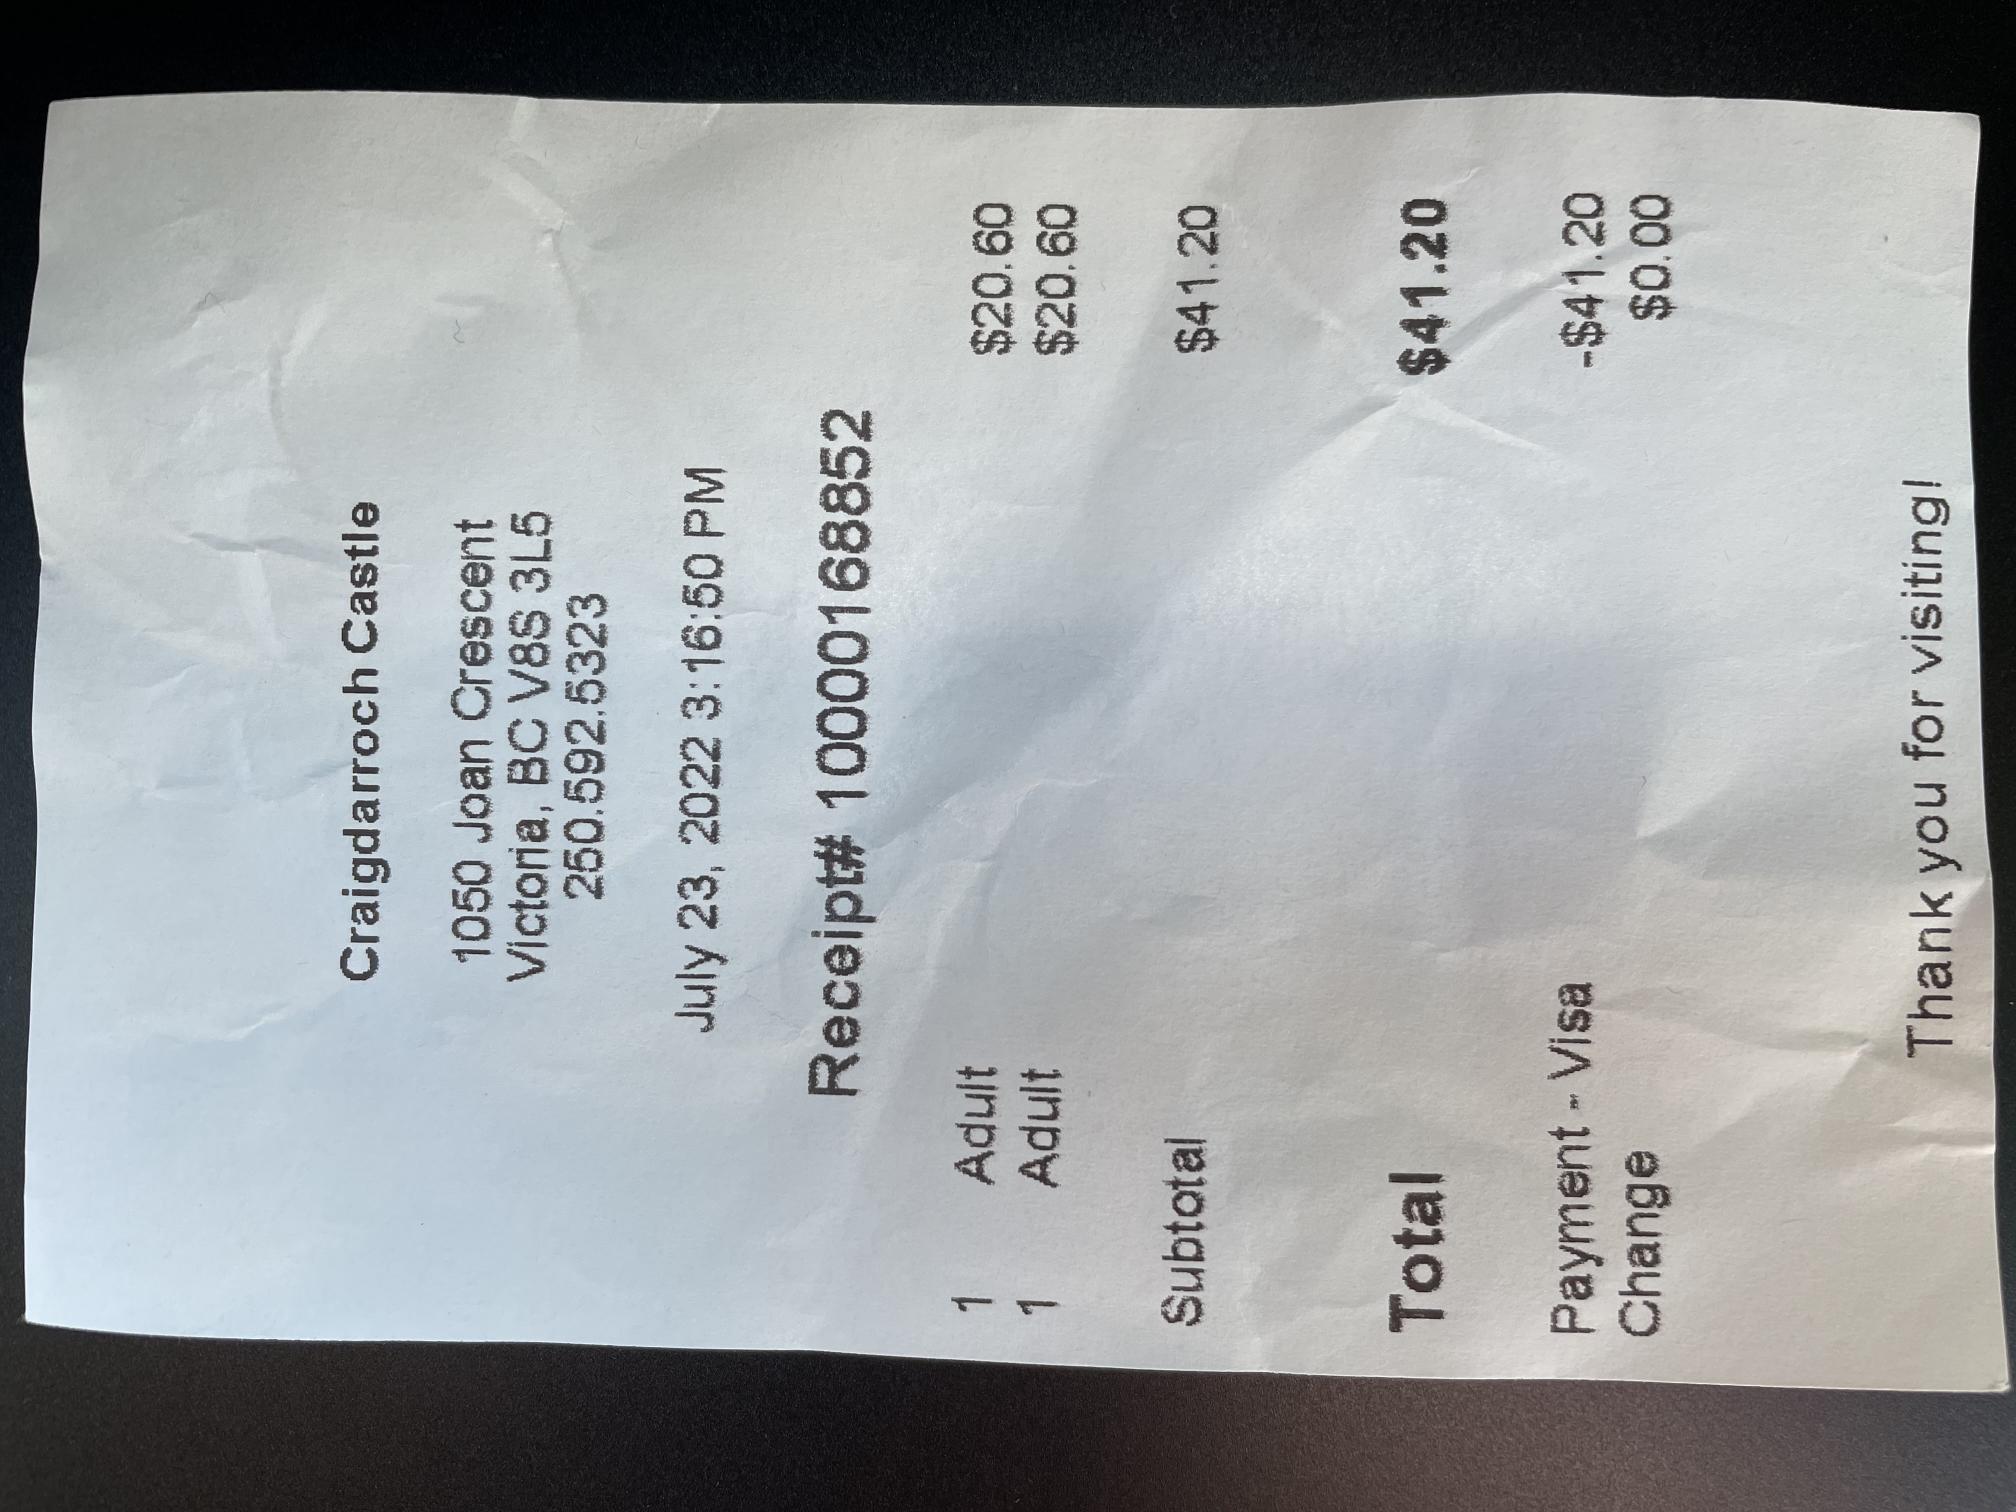 Craigdarroch Castle
1050 Joan Crescent
Victoria, BC V8S 3L5
250.592.5323
July 23, 2022 3:16:50 PM
Receipt# 10000168852
1 Adult $20.60
1 Adult $20.60
Subtotal $41.20
Total $41.20
Payment - Visa -$41.20
Change $0.00
Thank you for visiting!